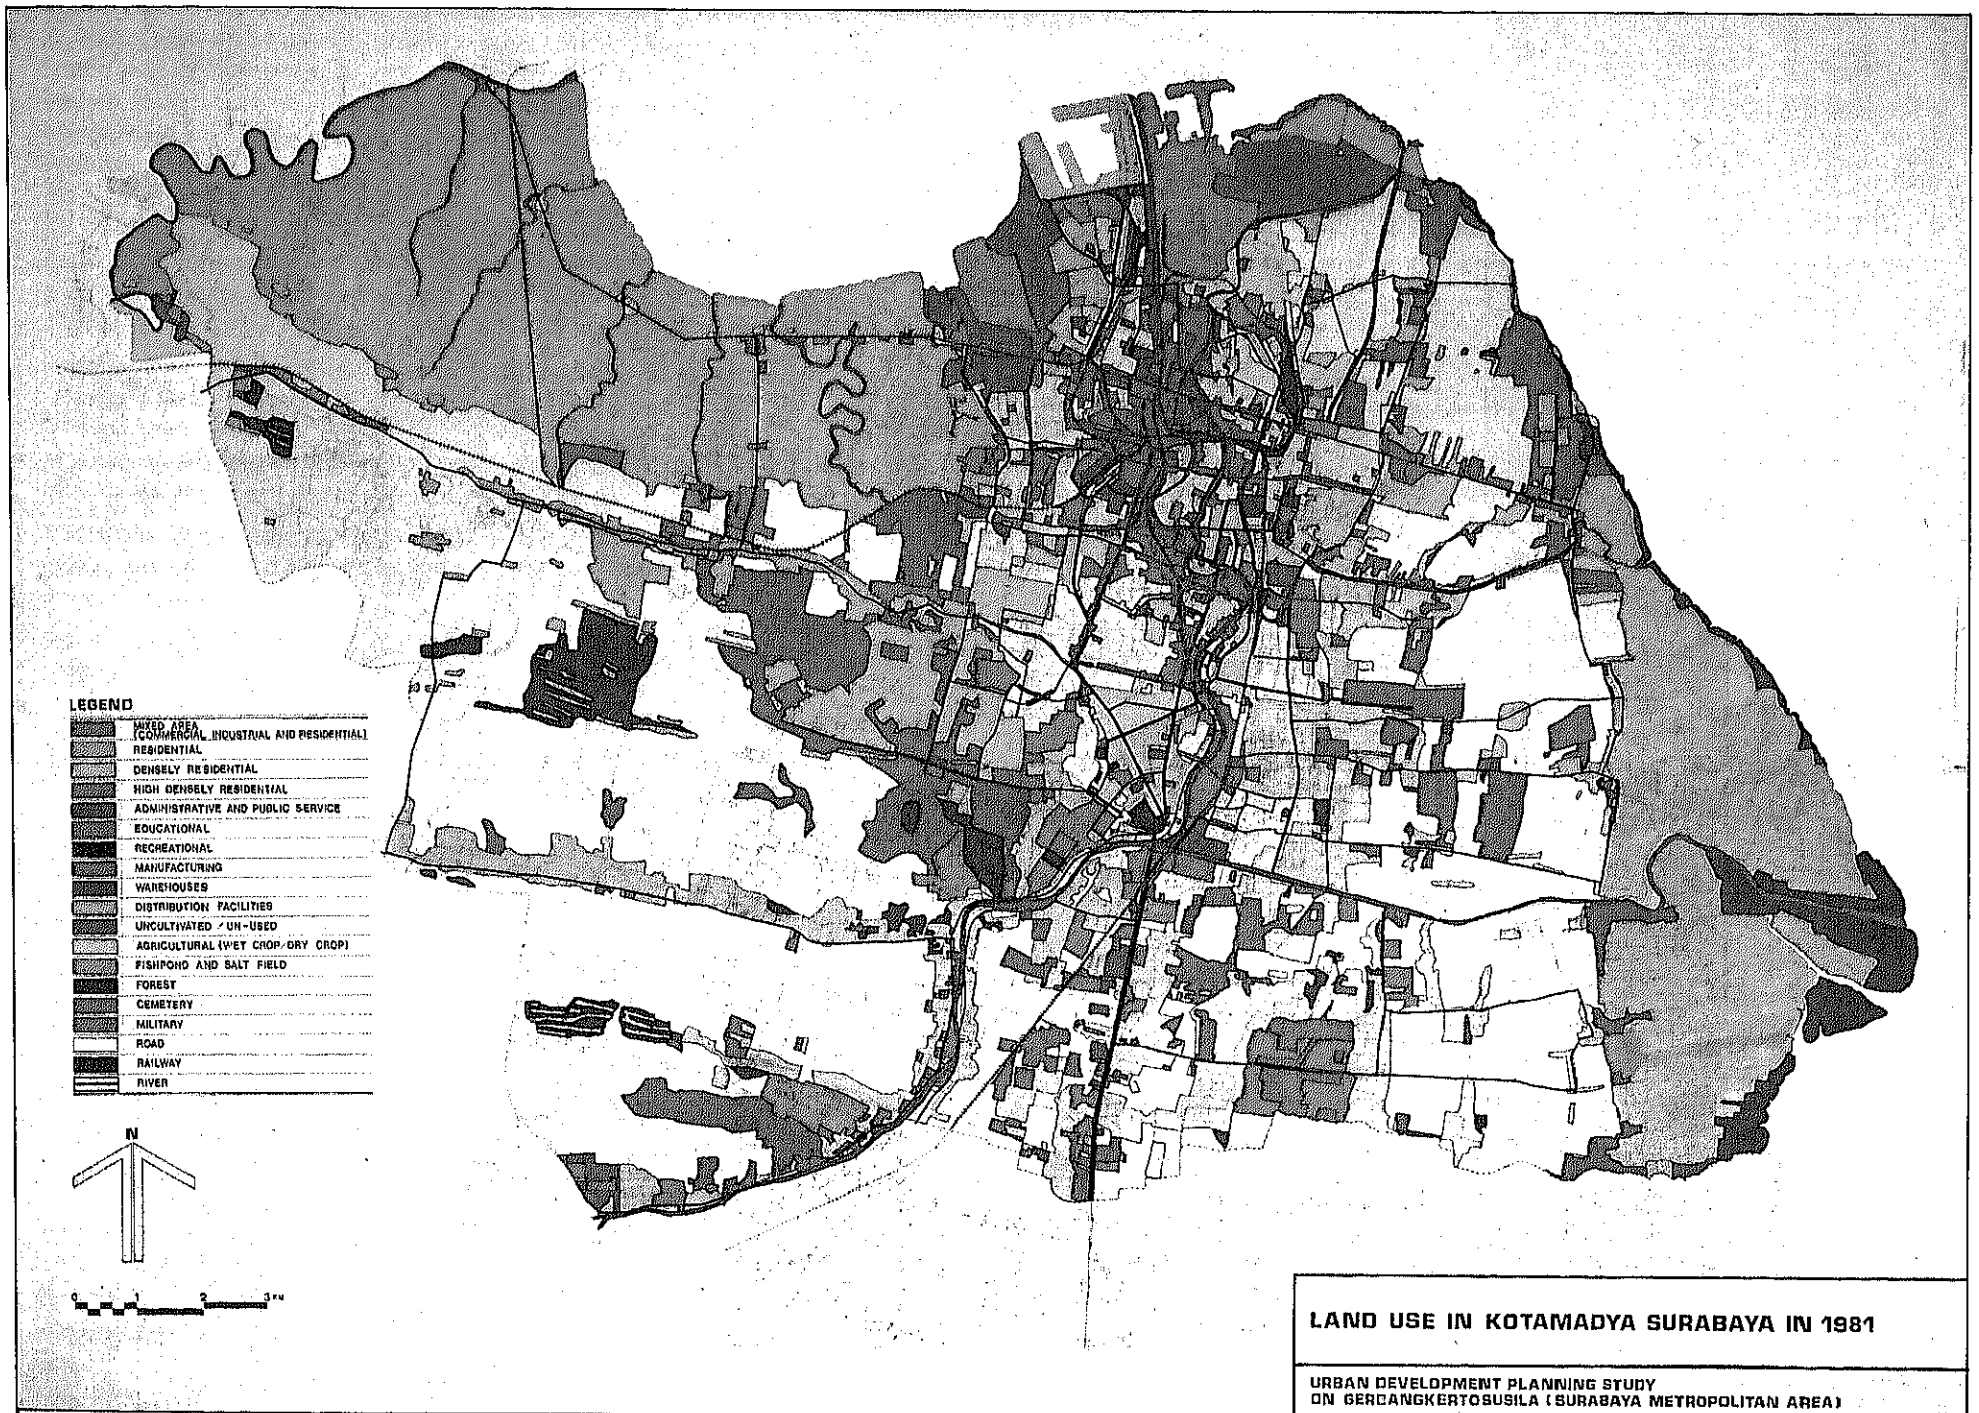 LEGEND
MIXED AREA
(COMMERCIAL INDUSTRIAL AND RESIDENTIAL)
RESIDENTIAL
DENSELY RESIDENTIAL
HIGH DENSELY RESIDENTIAL
ADMINISTRATIVE AND PUBLIC SERVICE
EDUCATIONAL
RECREATIONAL
MANUFACTURING
WAREHOUSES
DISTRIBUTION FACILITIES
UNCULTIVATED / UN-USED
AGRICULTURAL (WET CROP/DRY CROP)
FISHPOND AND SALT FIELD
FOREST
CEMETERY
MILITARY
ROAD
RAILWAY
RIVER
N
0 1 2 3 KM
LAND USE IN KOTAMADYA SURABAYA IN 1981
URBAN DEVELOPMENT PLANNING STUDY
ON GERBANGKERTOSUSILA (SURABAYA METROPOLITAN AREA)